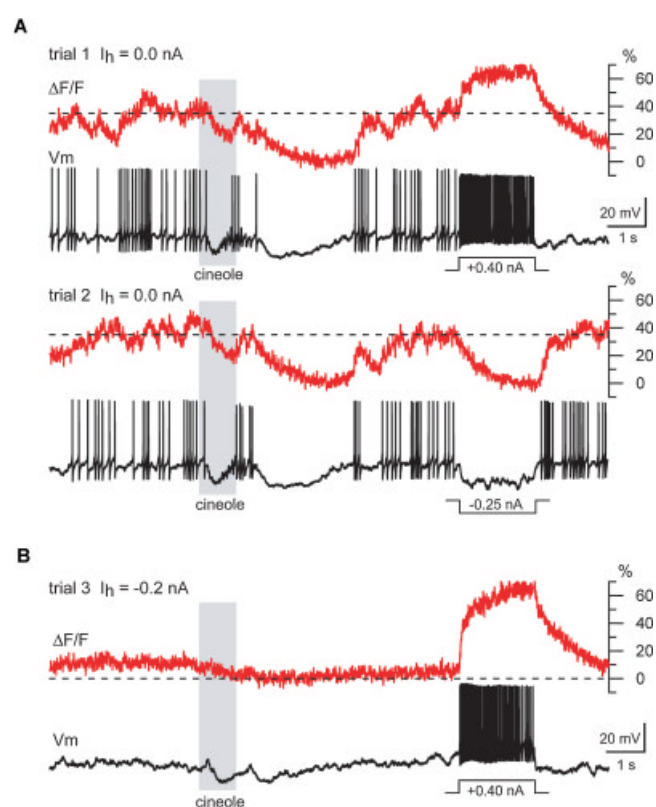 A
trial 1 Ih = 0.0 nA
%
ΔF/F
60
40
20
0
Vm
20 mV
1 s
cineole
+0.40 nA
trial 2 Ih = 0.0 nA
%
60
40
20
0
cineole
-0.25 nA
B
trial 3 Ih = -0.2 nA
%
60
ΔF/F
40
20
0
Vm
20 mV
1 s
cineole
+0.40 nA